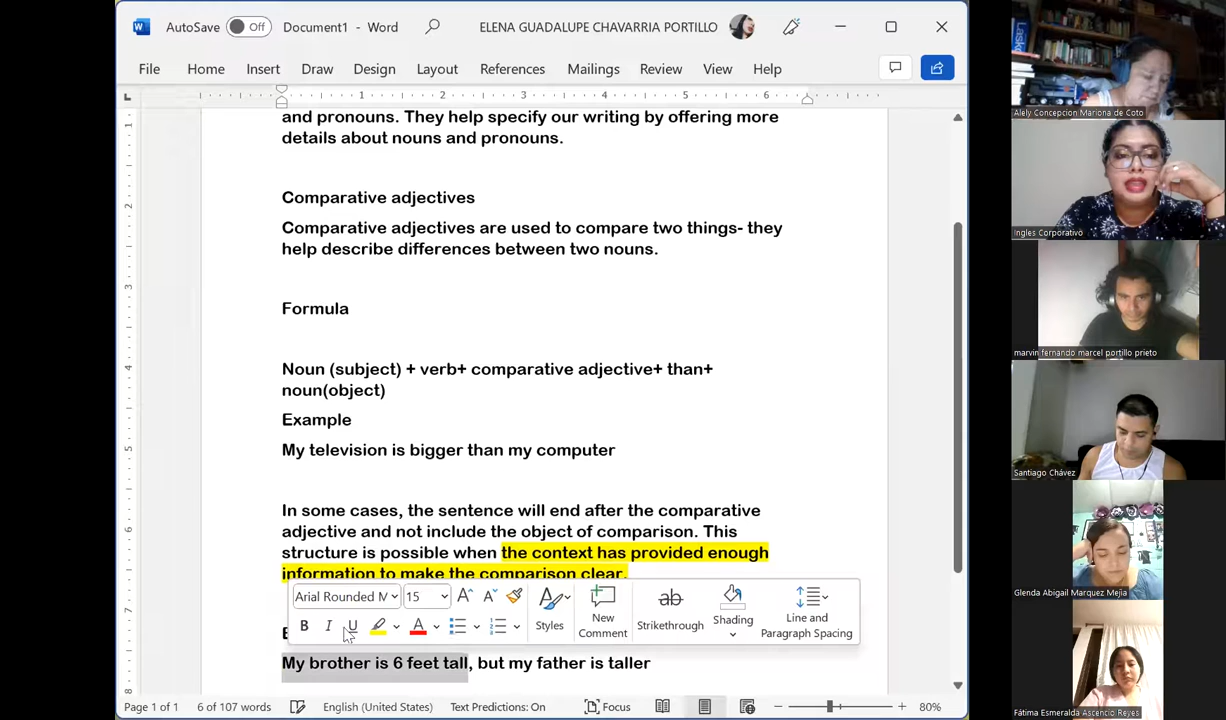 AutoSave Off Document1 - Word ELENA GUADALUPE CHAVARRIA PORTILLO
File Home Insert Draw Design Layout References Mailings Review View Help
L 1 2 3 4 5 6
and pronouns. They help specify our writing by offering more
details about nouns and pronouns.
Comparative adjectives
Comparative adjectives are used to compare two things- they
help describe differences between two nouns.
Formula
Noun (subject) + verb+ comparative adjective+ than+
noun(object)
Example
My television is bigger than my computer
In some cases, the sentence will end after the comparative
adjective and not include the object of comparison. This
structure is possible when the context has provided enough
information to make the comparison clear.
Arial Rounded M 15
Styles New Comment Strikethrough Shading Line and Paragraph Spacing
B I U A
My brother is 6 feet tall, but my father is taller
Page 1 of 1 6 of 107 words English (United States) Text Predictions: On Focus 80%
Alely Concepcion Mariona de Coto
Ingles Corporativo
marvin fernando marcel portillo prieto
Santiago Chávez
Glenda Abigail Marquez Mejia
Fátima Esmeralda Ascencio Reyes